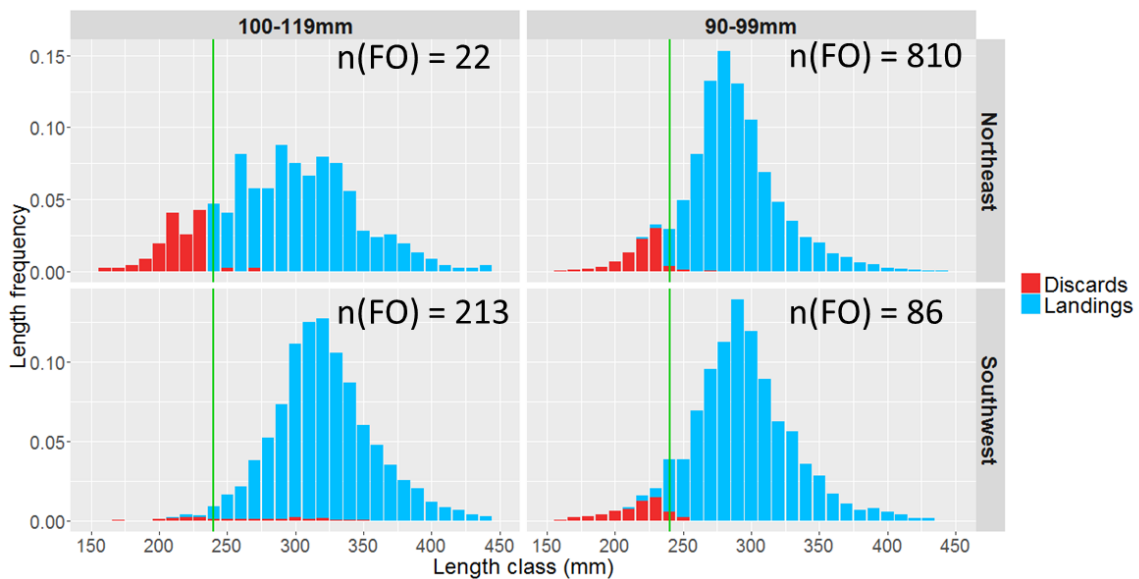 100-119mm
90-99mm
n(FO) = 22
n(FO) = 810
0.15
0.10
0.05
0.00
Northeast
n(FO) = 213
n(FO) = 86
0.10
0.05
0.00
Southwest
Length frequency
150 200 250 300 350 400 450
150 200 250 300 350 400 450
Length class (mm)
Discards
Landings